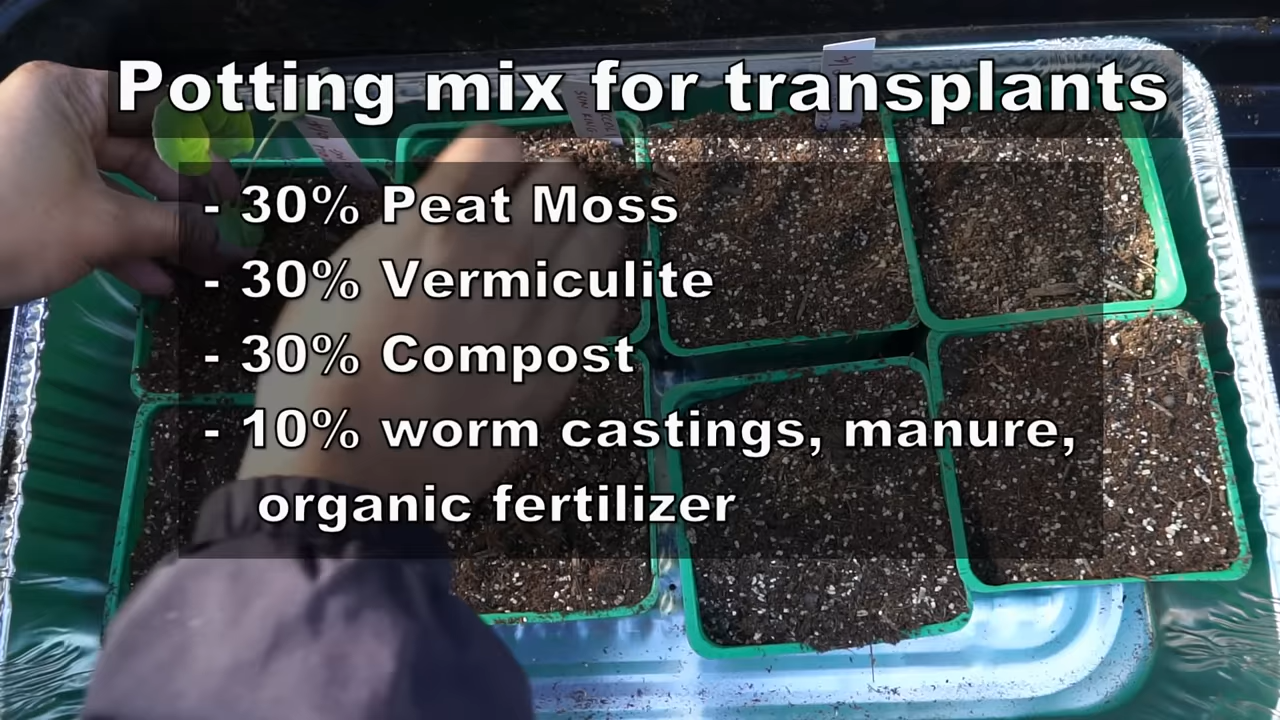 Potting mix for transplants
- 30% Peat Moss
- 30% Vermiculite
- 30% Compost
- 10% worm castings, manure,
organic fertilizer